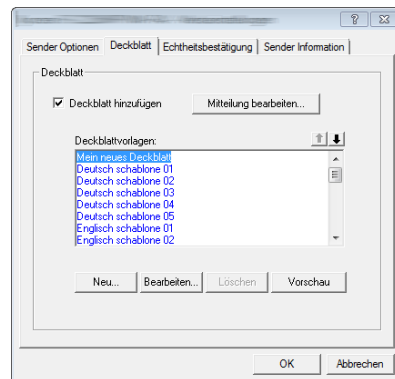 Sender Optionen Deckblatt Echtheitsbestätigung Sender Information
Deckblatt
Deckblatt hinzufügen Mitteilung bearbeiten...
Deckblattvorlagen:
Mein neues Deckblatt
Deutsch schablone 01
Deutsch schablone 02
Deutsch schablone 03
Deutsch schablone 04
Deutsch schablone 05
Englisch schablone 01
Englisch schablone 02
Neu... Bearbeiten... Löschen Vorschau
OK Abbrechen